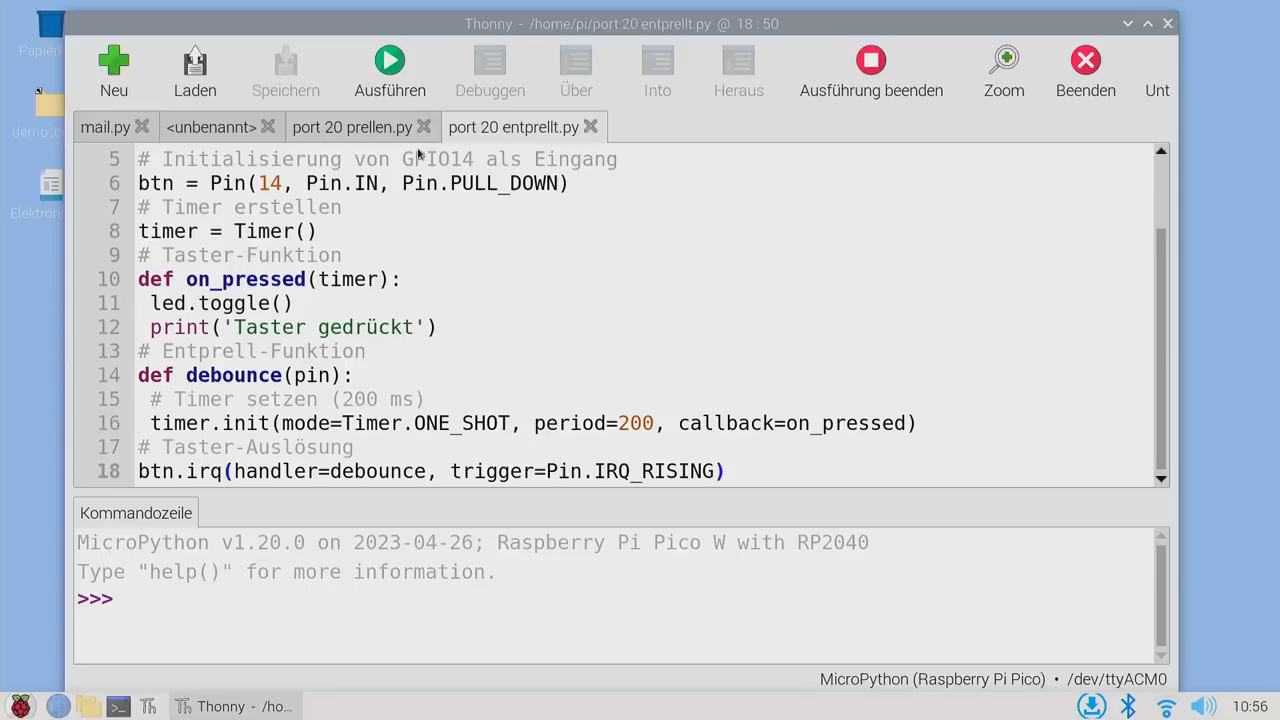 Thonny - /home/pi/port 20 entprellt.py @ 18 : 50
Neu
Laden
Speichern
Ausführen
Debuggen
Über
Into
Heraus
Ausführung beenden
Zoom
Beenden
Unt
mail.py
<unbenannt>
port 20 prellen.py
port 20 entprellt.py
5 # Initialisierung von GPIO14 als Eingang
6 btn = Pin(14, Pin.IN, Pin.PULL_DOWN)
7 # Timer erstellen
8 timer = Timer()
9 # Taster-Funktion
10 def on_pressed(timer):
11 led.toggle()
12 print('Taster gedrückt')
13 # Entprell-Funktion
14 def debounce(pin):
15 # Timer setzen (200 ms)
16 timer.init(mode=Timer.ONE_SHOT, period=200, callback=on_pressed)
17 # Taster-Auslösung
18 btn.irq(handler=debounce, trigger=Pin.IRQ_RISING)
Kommandozeile
MicroPython v1.20.0 on 2023-04-26; Raspberry Pi Pico W with RP2040
Type "help()" for more information.
>>>
MicroPython (Raspberry Pi Pico) • /dev/ttyACM0
Papierk
demo_c
Elektroni
Thonny - /ho...
10:56